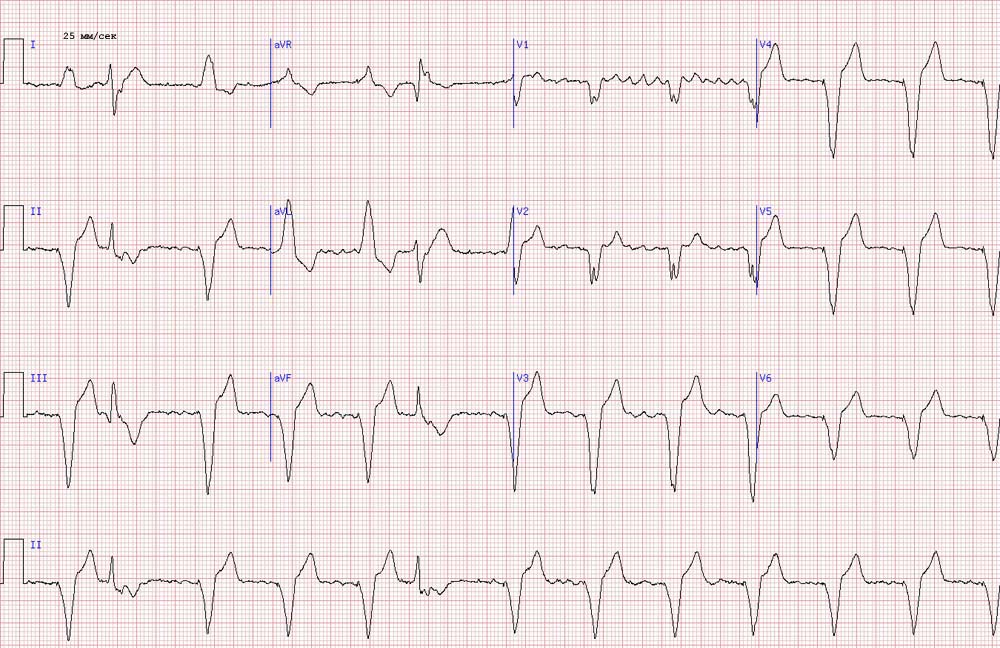 25 мм/сек
I aVR V1 V4
II aVL V2 V5
III aVF V3 V6
II